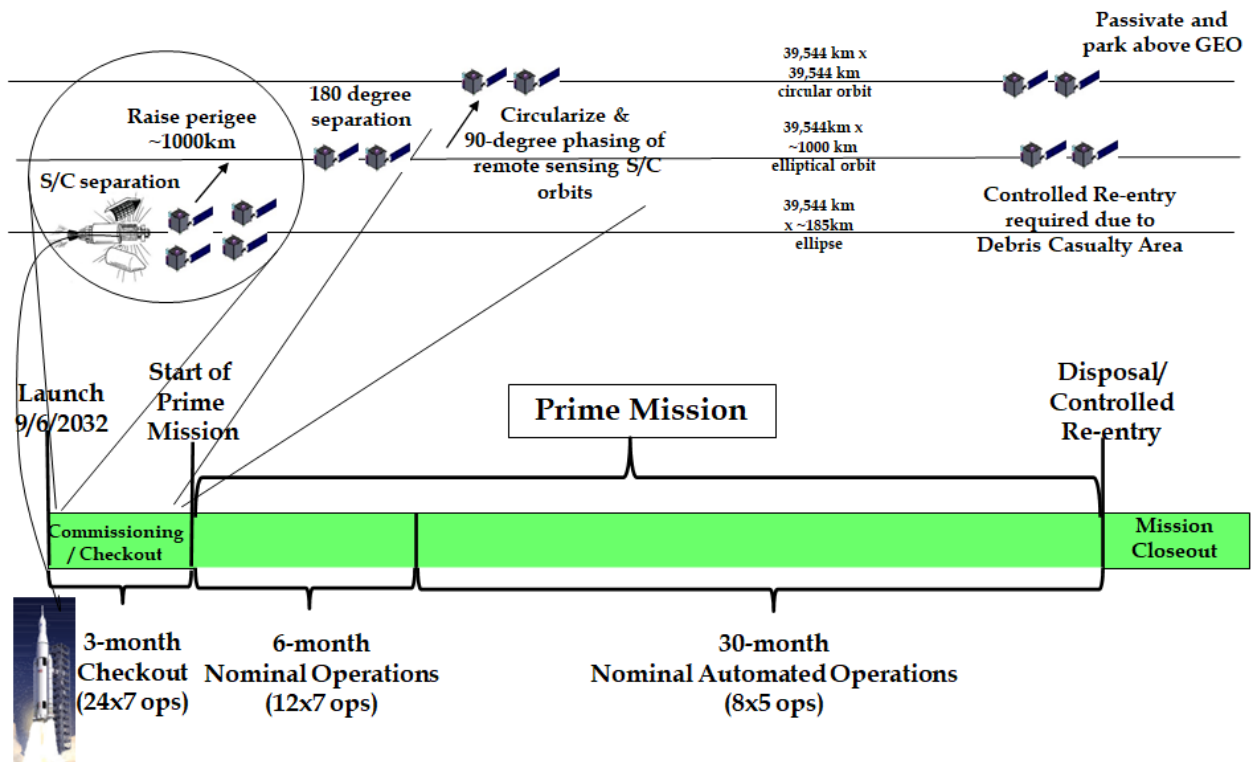 Passivate and
park above GEO
39,544 km x
39,544 km
circular orbit
180 degree
separation
Raise perigee
~1000km
Circularize &
90-degree phasing of
remote sensing S/C
orbits
39,544km x
~1000 km
elliptical orbit
S/C separation
39,544 km
x ~185km
ellipse
Controlled Re-entry
required due to
Debris Casualty Area
Launch
9/6/2032
Start of
Prime
Mission
Prime Mission
Disposal/
Controlled
Re-entry
Commissioning
/ Checkout
Mission
Closeout
3-month
Checkout
(24x7 ops)
6-month
Nominal Operations
(12x7 ops)
30-month
Nominal Automated Operations
(8x5 ops)